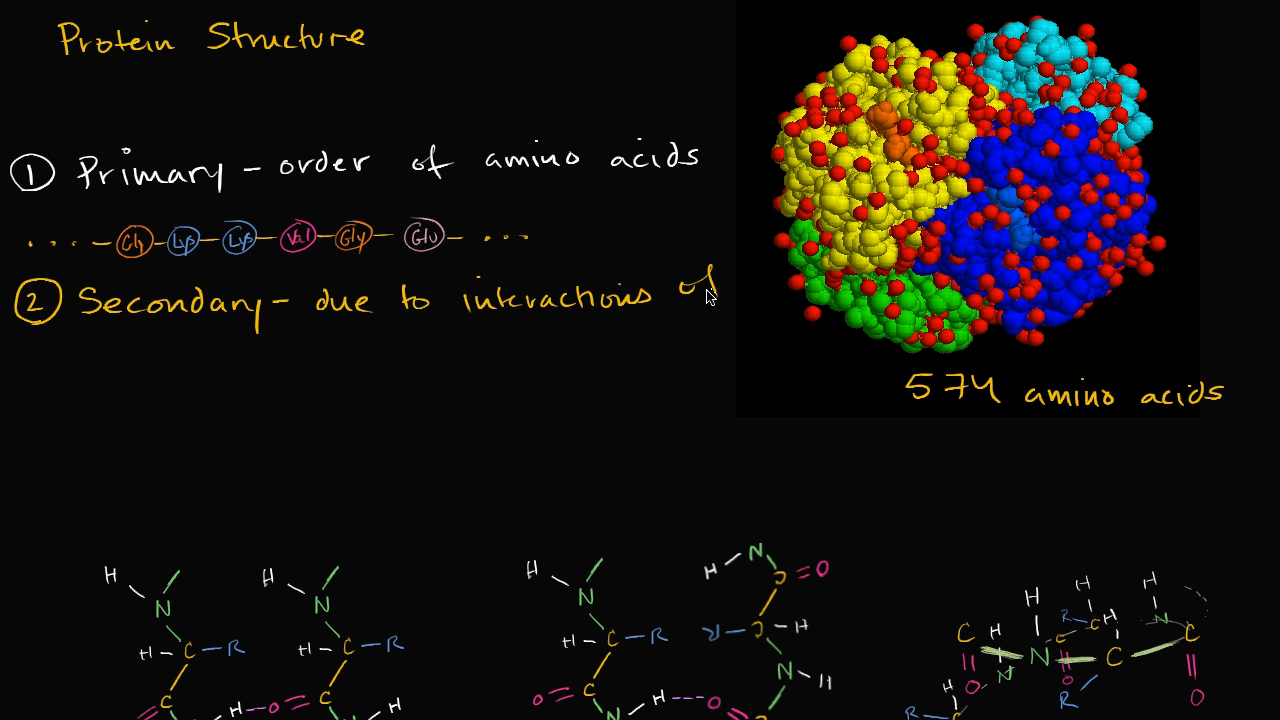 Protein Structure
① Primary - order of amino acids
.... - Gly - Lys - Lys - Val - Gly - Glu - ....
② Secondary - due to interactions of
574 amino acids
H N H N H N H N C = O
H - C - R H - C - R H - C - R R - C - H
C H - - O = C H O = C H - - O N - H
H H H
C H N C H C N C
R C C O O N R O
H R C